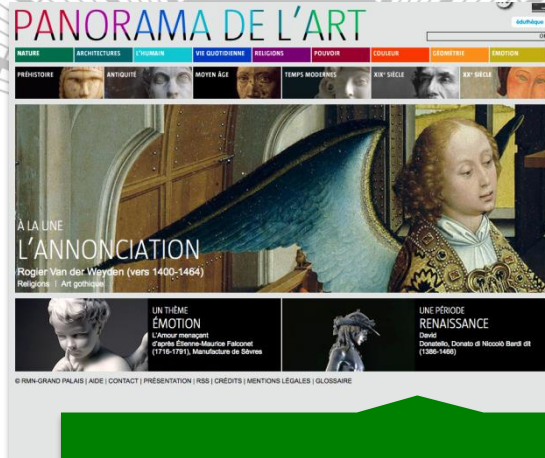 PANORAMA DE L'ART
éduthèque
NATURE ARCHITECTURES L'HUMAIN VIE QUOTIDIENNE RELIGIONS POUVOIR COULEUR GÉOMÉTRIE ÉMOTION
PRÉHISTOIRE ANTIQUITÉ MOYEN ÂGE TEMPS MODERNES XIXᵉ SIÈCLE XXᵉ SIÈCLE
À LA UNE
L'ANNONCIATION
Rogier Van der Weyden (vers 1400-1464)
Religions | Art gothique
UN THÈME
ÉMOTION
L'Amour menaçant
d'après Étienne-Maurice Falconet
(1716-1791), Manufacture de Sèvres
UNE PÉRIODE
RENAISSANCE
David
Donatello, Donato di Niccolò Bardi dit
(1386-1466)
© RMN-GRAND PALAIS | AIDE | CONTACT | PRÉSENTATION | RSS | CRÉDITS | MENTIONS LÉGALES | GLOSSAIRE